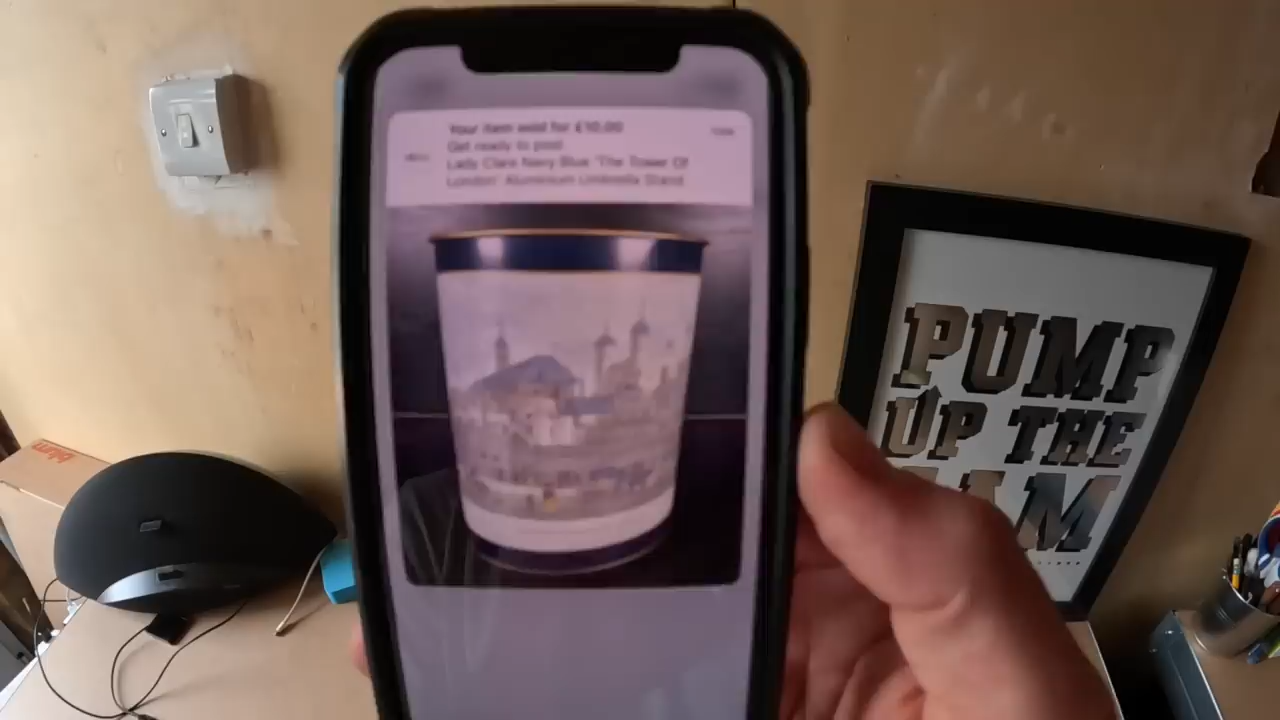 Your item sold for £10.00
Get ready to post
Lady Clare Navy Blue 'The Tower Of
London' Aluminium Umbrella Stand
blum
PUMP
UP THE